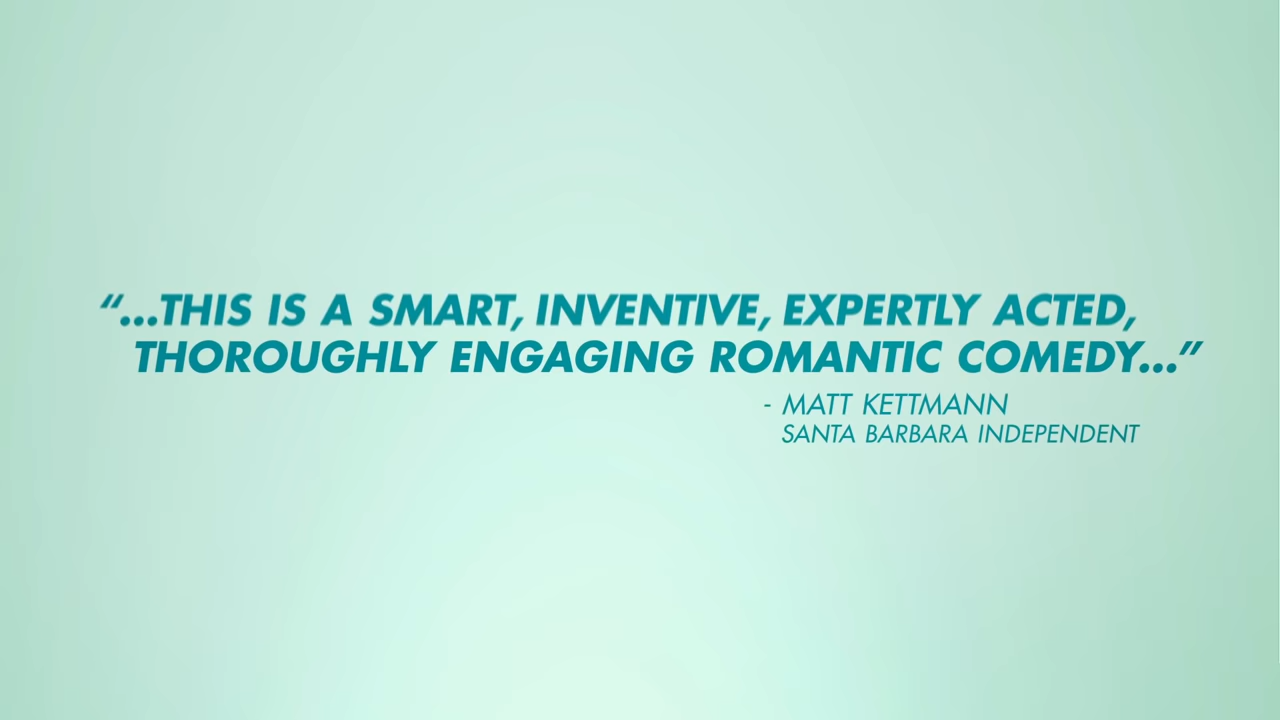 “...THIS IS A SMART, INVENTIVE, EXPERTLY ACTED,
THOROUGHLY ENGAGING ROMANTIC COMEDY...”
- MATT KETTMANN
SANTA BARBARA INDEPENDENT